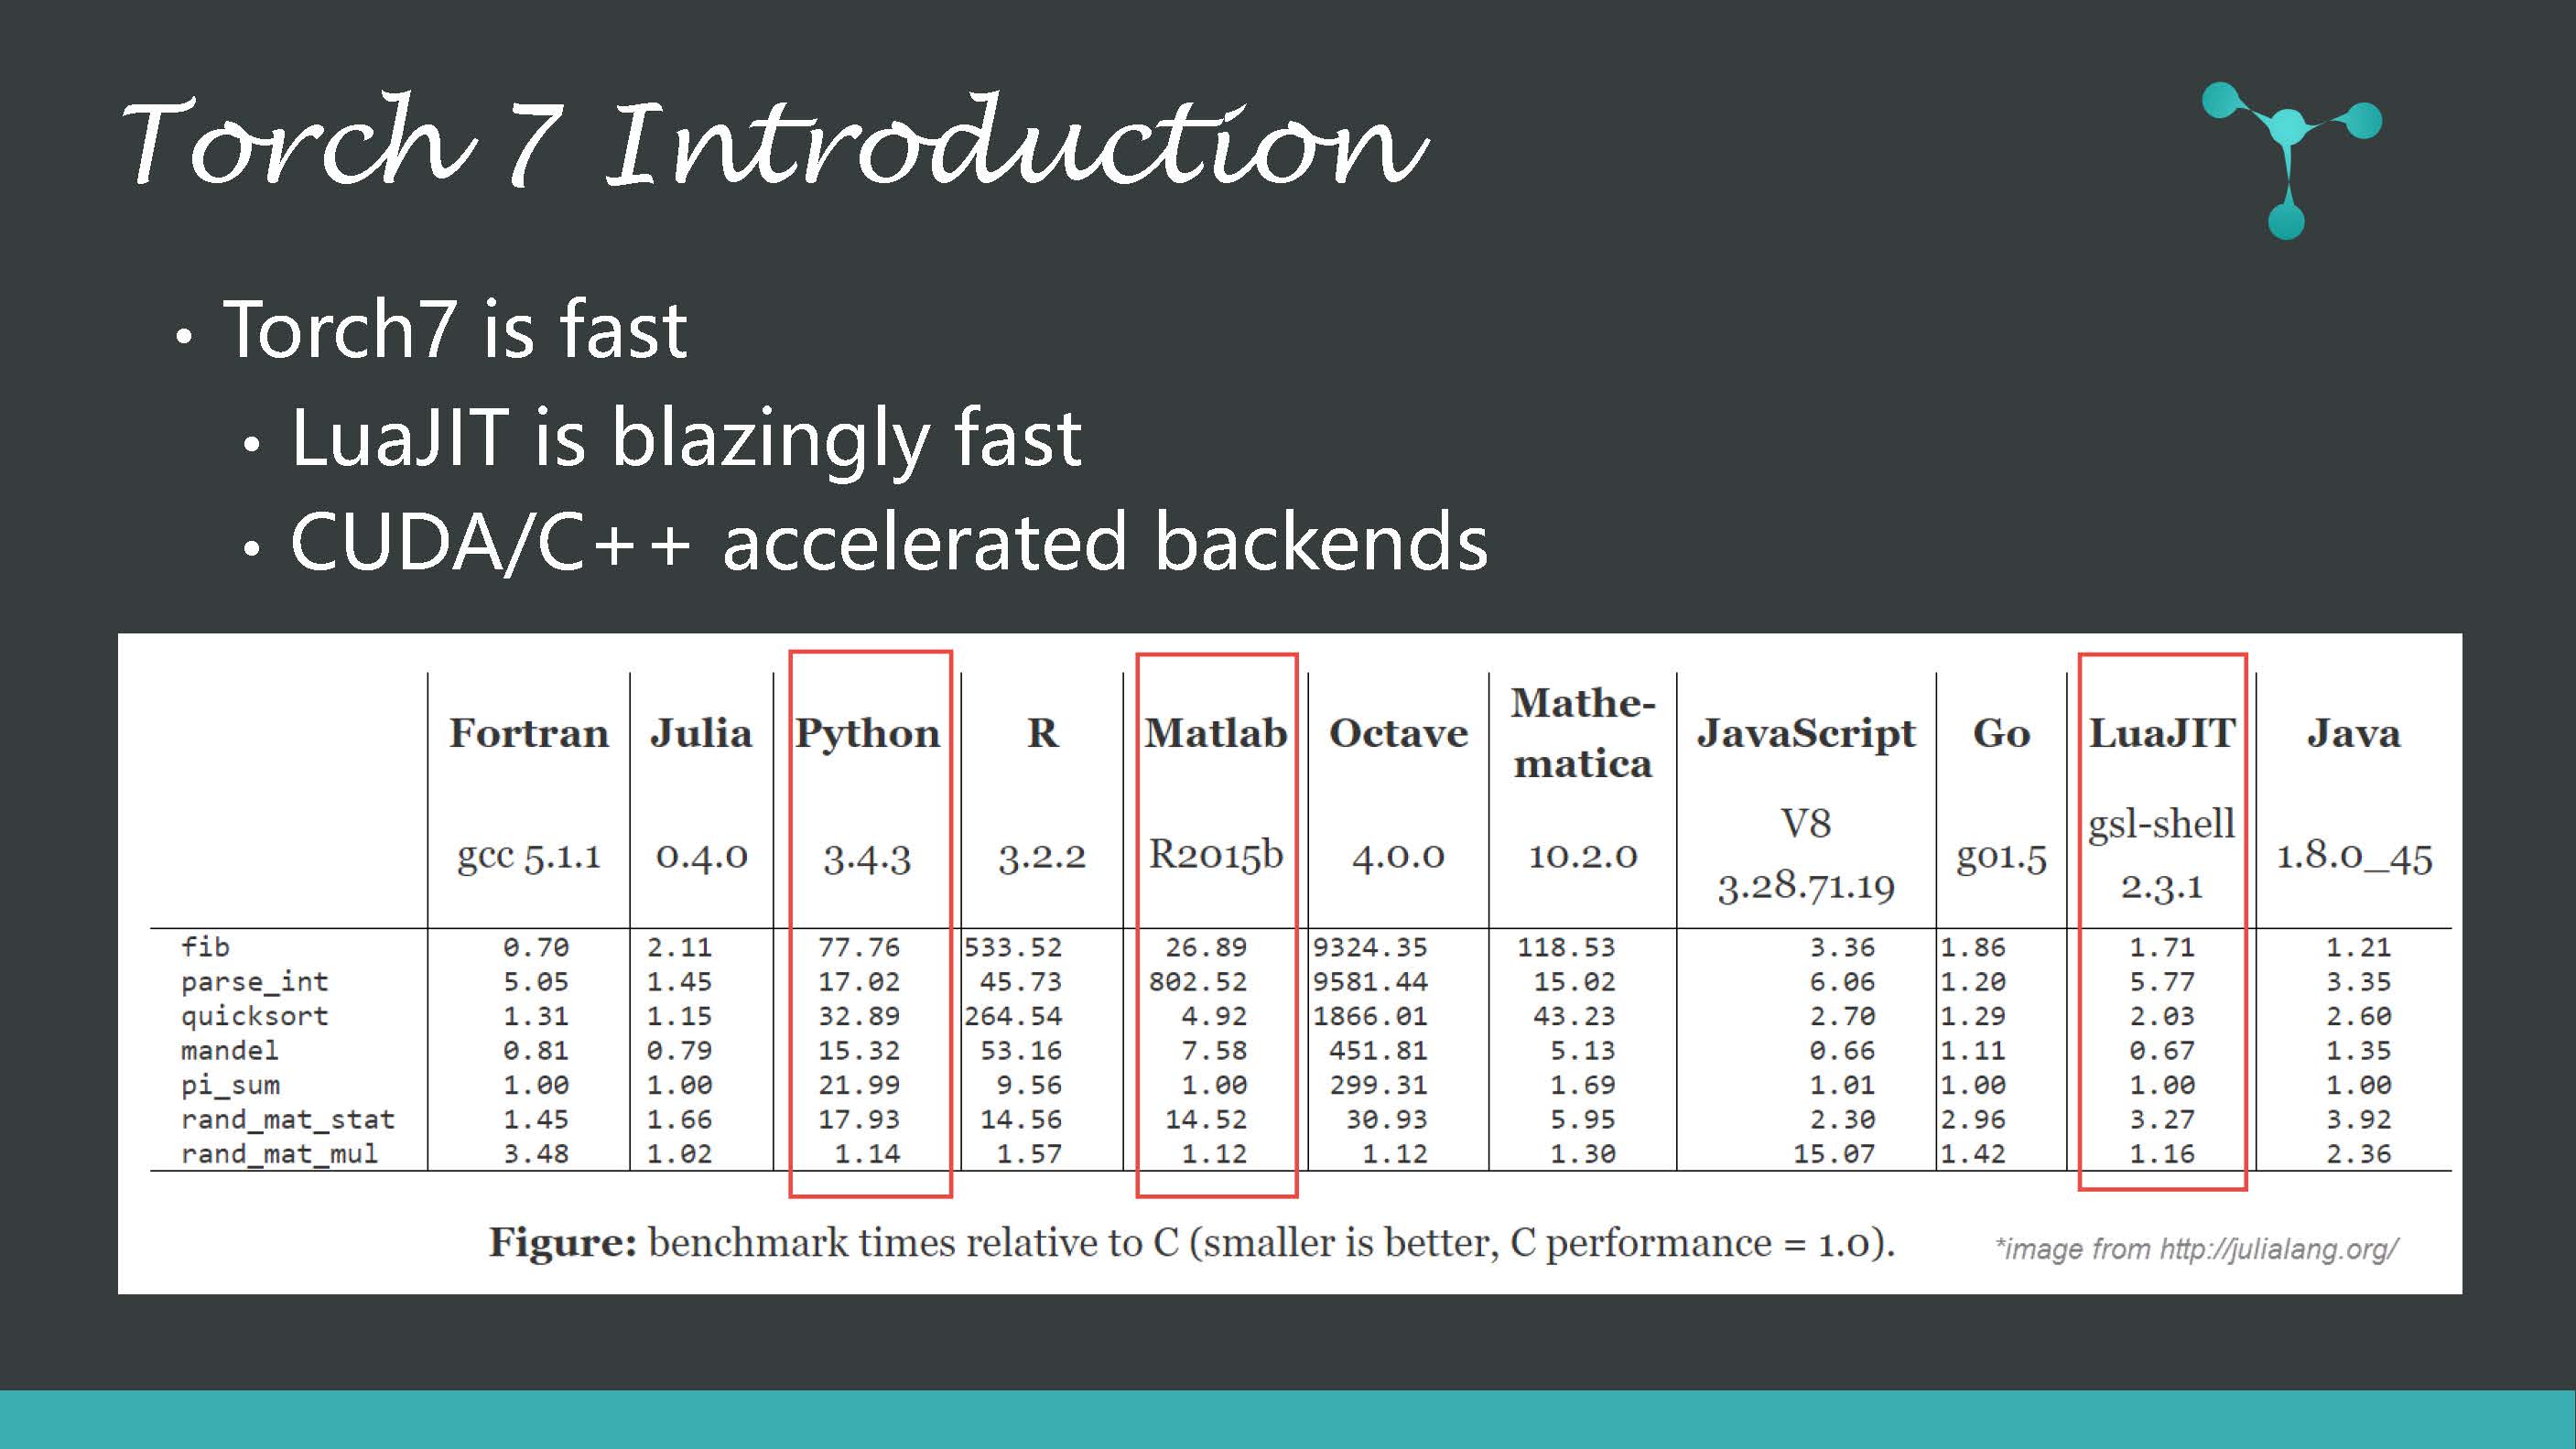 Torch 7 Introduction
• Torch7 is fast
• LuaJIT is blazingly fast
• CUDA/C++ accelerated backends
Fortran Julia Python R Matlab Octave Mathe-matica JavaScript Go LuaJIT Java
gcc 5.1.1 0.4.0 3.4.3 3.2.2 R2015b 4.0.0 10.2.0 V8 3.28.71.19 go1.5 gsl-shell 2.3.1 1.8.0_45
fib 0.70 2.11 77.76 533.52 26.89 9324.35 118.53 3.36 1.86 1.71 1.21
parse_int 5.05 1.45 17.02 45.73 802.52 9581.44 15.02 6.06 1.20 5.77 3.35
quicksort 1.31 1.15 32.89 264.54 4.92 1866.01 43.23 2.70 1.29 2.03 2.60
mandel 0.81 0.79 15.32 53.16 7.58 451.81 5.13 0.66 1.11 0.67 1.35
pi_sum 1.00 1.00 21.99 9.56 1.00 299.31 1.69 1.01 1.00 1.00 1.00
rand_mat_stat 1.45 1.66 17.93 14.56 14.52 30.93 5.95 2.30 2.96 3.27 3.92
rand_mat_mul 3.48 1.02 1.14 1.57 1.12 1.12 1.30 15.07 1.42 1.16 2.36
Figure: benchmark times relative to C (smaller is better, C performance = 1.0).
*image from http://julialang.org/